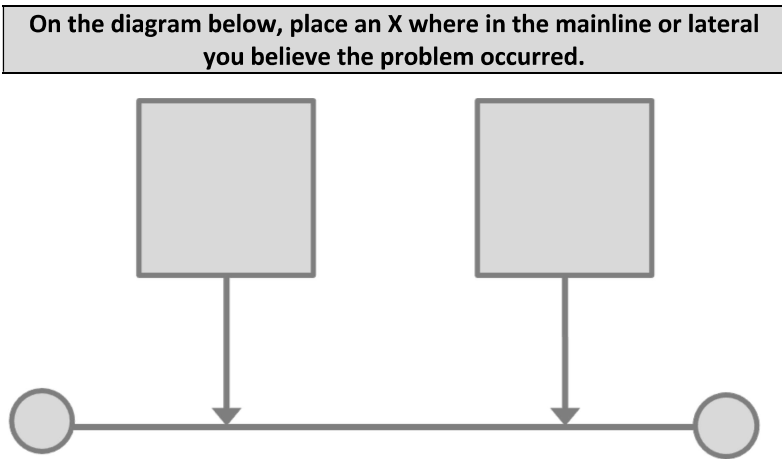 On the diagram below, place an X where in the mainline or lateral
you believe the problem occurred.